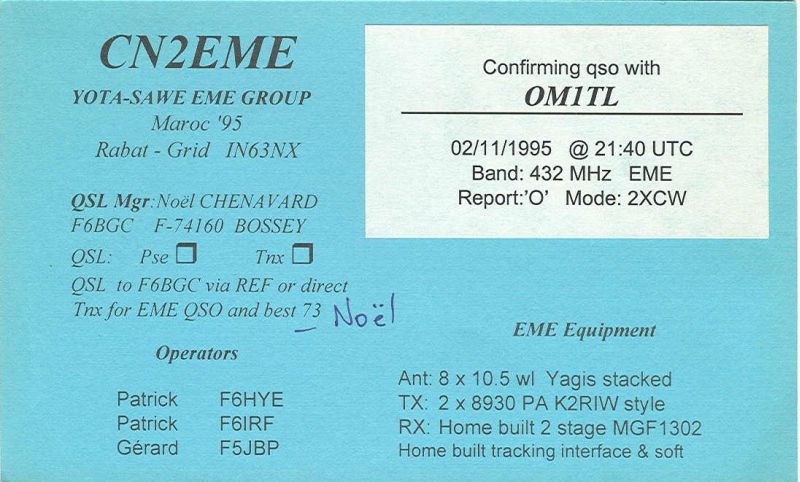 CN2EME
YOTA-SAWE EME GROUP
Maroc '95
Rabat - Grid IN63NX
QSL Mgr:Noël CHENAVARD
F6BGC F-74160 BOSSEY
QSL: Pse Tnx
QSL to F6BGC via REF or direct
Tnx for EME QSO and best 73
- Noël
Operators
Patrick F6HYE
Patrick F6IRF
Gérard F5JBP
Confirming qso with
OM1TL
02/11/1995 @ 21:40 UTC
Band: 432 MHz EME
Report:'O' Mode: 2XCW
EME Equipment
Ant: 8 x 10.5 wl Yagis stacked
TX: 2 x 8930 PA K2RIW style
RX: Home built 2 stage MGF1302
Home built tracking interface & soft